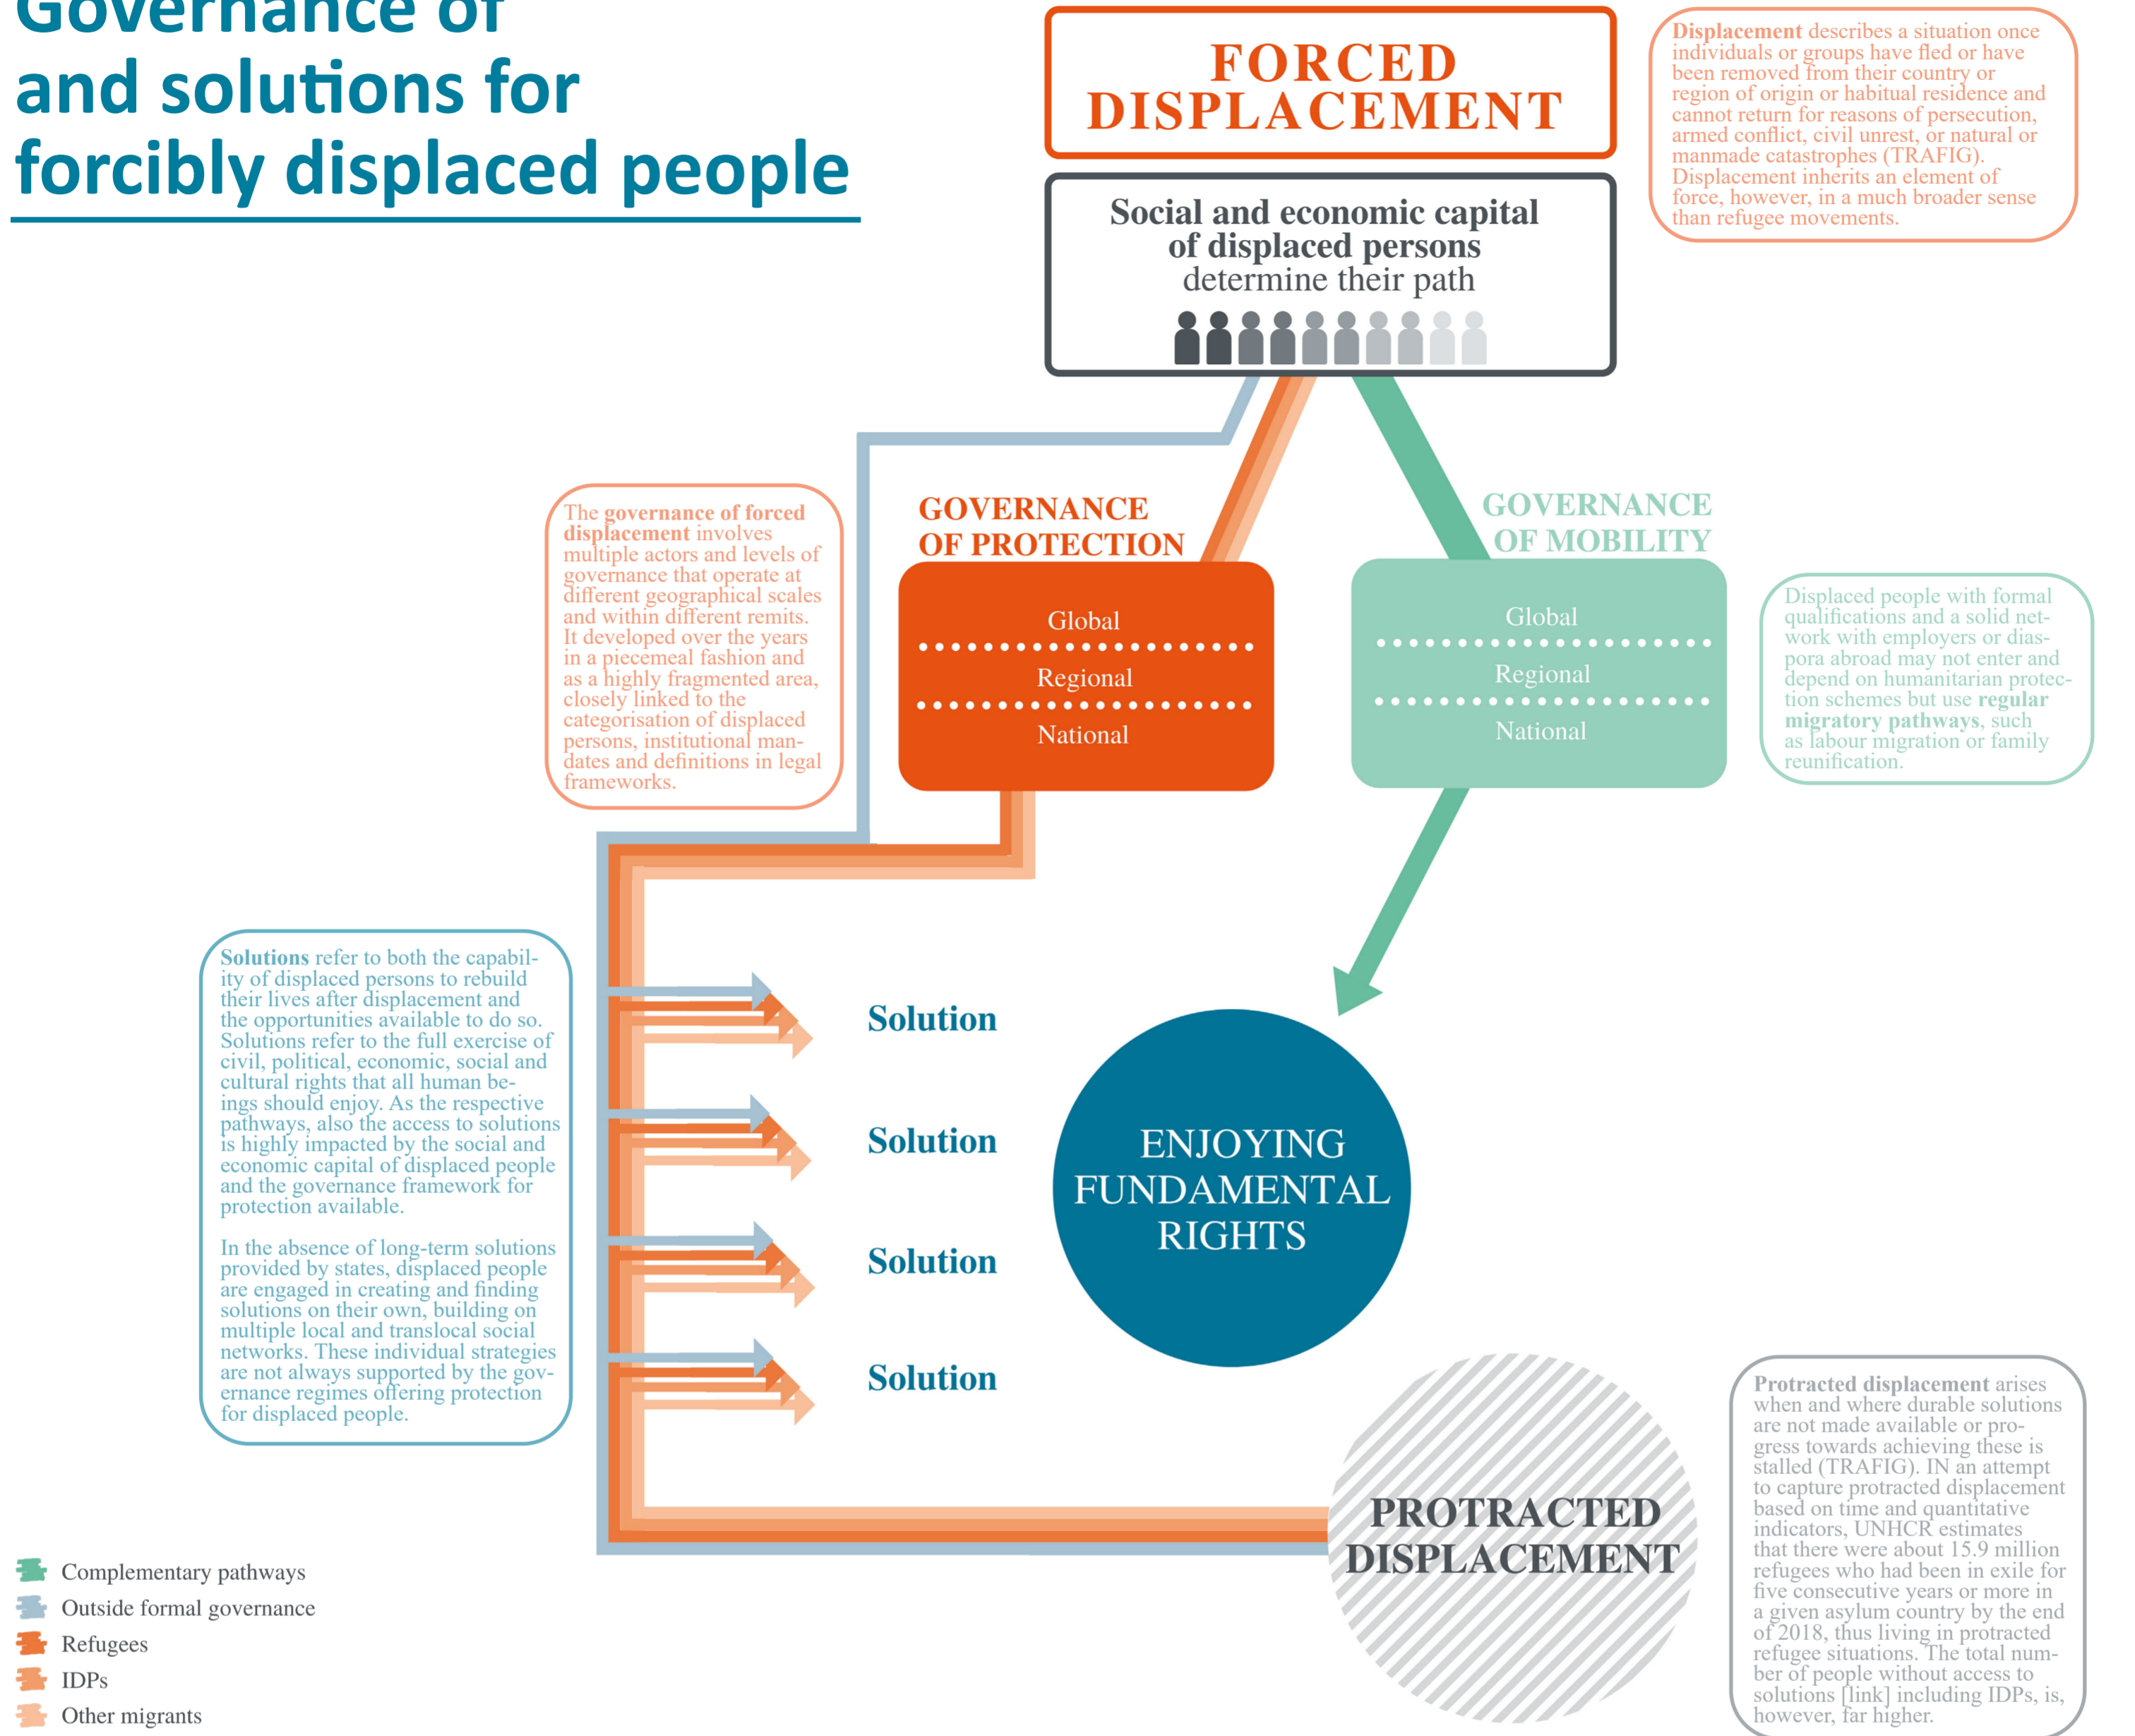 Governance of
and solutions for
forcibly displaced people
FORCED
DISPLACEMENT
Displacement describes a situation once
individuals or groups have fled or have
been removed from their country or
region of origin or habitual residence and
cannot return for reasons of persecution,
armed conflict, civil unrest, or natural or
manmade catastrophes (TRAFIG).
Displacement inherits an element of
force, however, in a much broader sense
than refugee movements.
Social and economic capital
of displaced persons
determine their path
The governance of forced
displacement involves
multiple actors and levels of
governance that operate at
different geographical scales
and within different remits.
It developed over the years
in a piecemeal fashion and
as a highly fragmented area,
closely linked to the
categorisation of displaced
persons, institutional man-
dates and definitions in legal
frameworks.
GOVERNANCE
OF PROTECTION
Global
Regional
National
GOVERNANCE
OF MOBILITY
Global
Regional
National
Displaced people with formal
qualifications and a solid net-
work with employers or dias-
pora abroad may not enter and
depend on humanitarian protec-
tion schemes but use regular
migratory pathways, such
as labour migration or family
reunification.
Solutions refer to both the capabil-
ity of displaced persons to rebuild
their lives after displacement and
the opportunities available to do so.
Solutions refer to the full exercise of
civil, political, economic, social and
cultural rights that all human be-
ings should enjoy. As the respective
pathways, also the access to solutions
is highly impacted by the social and
economic capital of displaced people
and the governance framework for
protection available.
In the absence of long-term solutions
provided by states, displaced people
are engaged in creating and finding
solutions on their own, building on
multiple local and translocal social
networks. These individual strategies
are not always supported by the gov-
ernance regimes offering protection
for displaced people.
Solution
Solution
Solution
Solution
ENJOYING
FUNDAMENTAL
RIGHTS
PROTRACTED
DISPLACEMENT
Protracted displacement arises
when and where durable solutions
are not made available or pro-
gress towards achieving these is
stalled (TRAFIG). IN an attempt
to capture protracted displacement
based on time and quantitative
indicators, UNHCR estimates
that there were about 15.9 million
refugees who had been in exile for
five consecutive years or more in
a given asylum country by the end
of 2018, thus living in protracted
refugee situations. The total num-
ber of people without access to
solutions [link] including IDPs, is,
however, far higher.
Complementary pathways
Outside formal governance
Refugees
IDPs
Other migrants